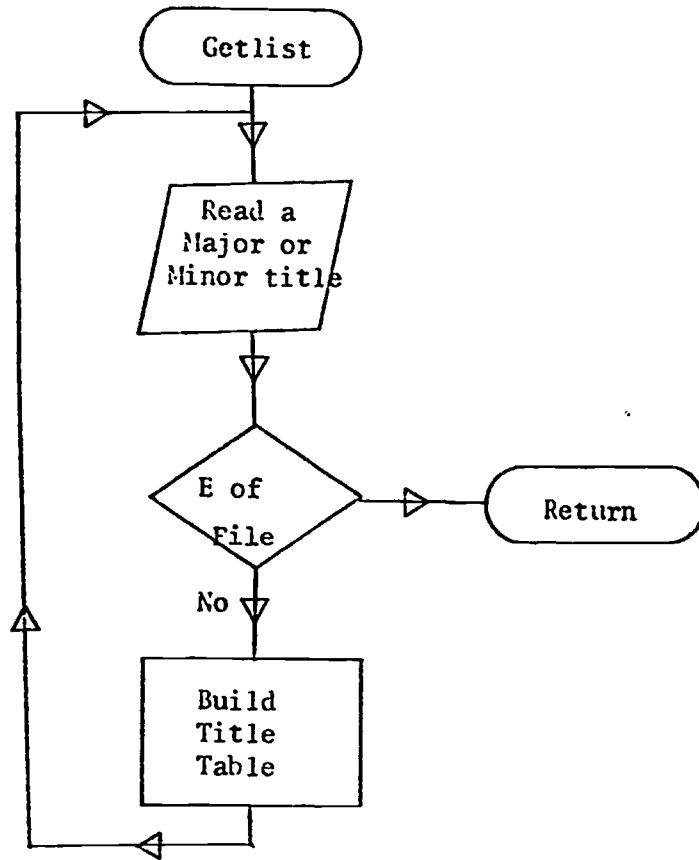 Getlist
Read a
Major or
Minor title
E of
File
Return
No
Build
Title
Table